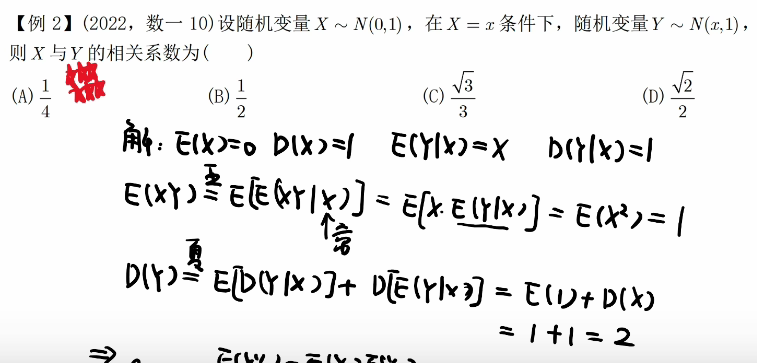 【例 2】(2022，数一 10)设随机变量 X ~ N(0,1)，在 X = x 条件下，随机变量 Y ~ N(x,1)，
则 X 与 Y 的相关系数为(　　)
(A) 1/4　(B) 1/2　(C) √3/3　(D) √2/2
解: E(X)=0 D(X)=1 E(Y|X)=X D(Y|X)=1
E(XY) = E[E(XY|X)] = E[X·E(Y|X)] = E(X²) = 1
D(Y) = E[D(Y|X)] + D[E(Y|X)] = E(1) + D(X)
= 1 + 1 = 2
⇒